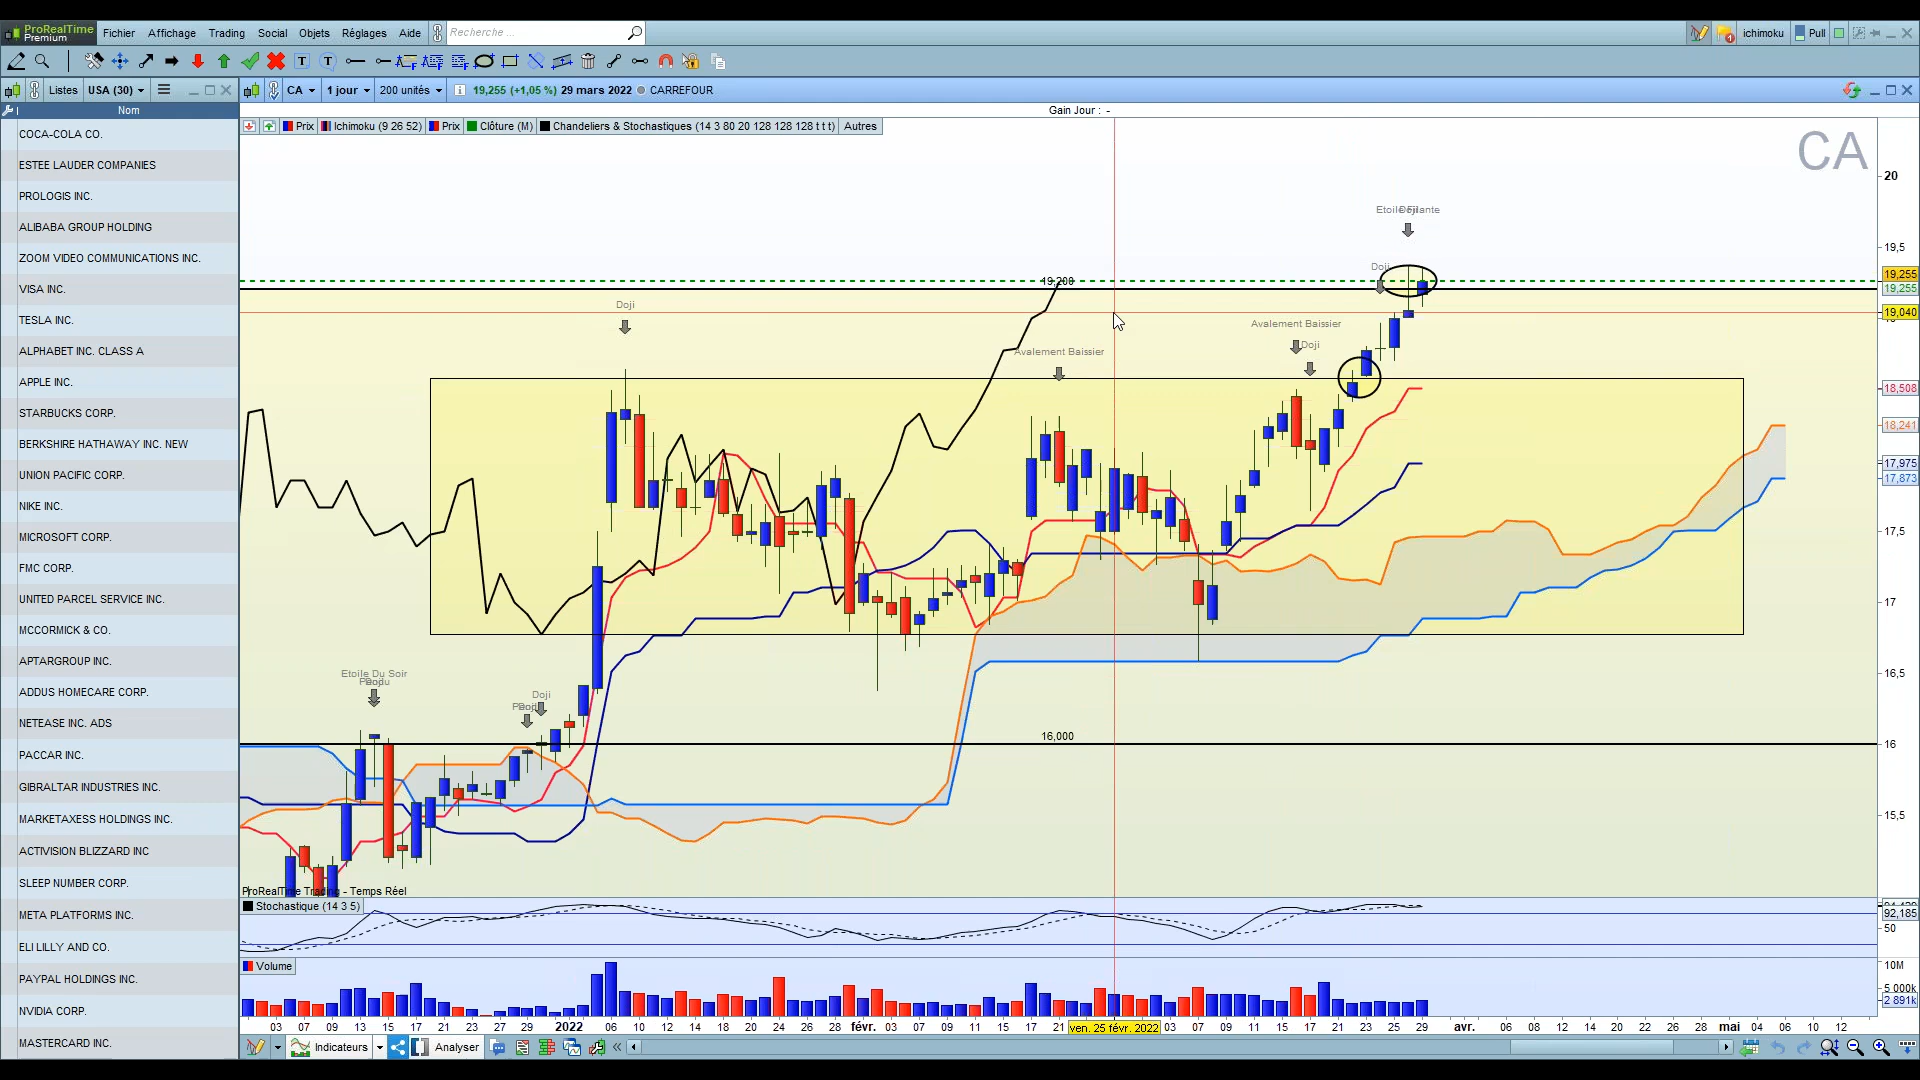 ProRealTime
Premium
Fichier Affichage Trading Social Objets Réglages Aide Recherche ... ichimoku Pull
Listes USA (30) CA 1 jour 200 unités 19,255 (+1,05 %) 29 mars 2022 CARREFOUR
Nom
Gain Jour : -
Prix Ichimoku (9 26 52) Prix Clôture (M) Chandeliers & Stochastiques (14 3 80 20 128 128 128 t t t) Autres
CA
COCA-COLA CO.
ESTEE LAUDER COMPANIES
PROLOGIS INC.
ALIBABA GROUP HOLDING
ZOOM VIDEO COMMUNICATIONS INC.
VISA INC.
TESLA INC.
ALPHABET INC. CLASS A
APPLE INC.
STARBUCKS CORP.
BERKSHIRE HATHAWAY INC. NEW
UNION PACIFIC CORP.
NIKE INC.
MICROSOFT CORP.
FMC CORP.
UNITED PARCEL SERVICE INC.
MCCORMICK & CO.
APTARGROUP INC.
ADDUS HOMECARE CORP.
NETEASE INC. ADS
PACCAR INC.
GIBRALTAR INDUSTRIES INC.
MARKETAXESS HOLDINGS INC.
ACTIVISION BLIZZARD INC
SLEEP NUMBER CORP.
META PLATFORMS INC.
ELI LILLY AND CO.
PAYPAL HOLDINGS INC.
NVIDIA CORP.
MASTERCARD INC.
20
Etoile Filante
19,5
Doji
19,255
19,200
19,255
Doji
19,040
Avalement Baissier
Doji
Avalement Baissier
18,508
18,241
17,975
17,873
17,5
17
Etoile Du Soir
16,5
Doji
16,000
16
15,5
ProRealTime Trading - Temps Réel
Stochastique (14 3 5)
92,185
50
Volume
10M
5 000k
2 891k
03 07 09 13 15 17 21 23 27 29 2022 06 10 12 14 18 20 24 26 28 févr. 03 07 09 11 15 17 21 ven. 25 févr. 2022 03 07 09 11 15 17 21 23 25 29 avr. 05 07 11 13 14 20 22 26 28 mai 04 06 10 12
Indicateurs Analyser